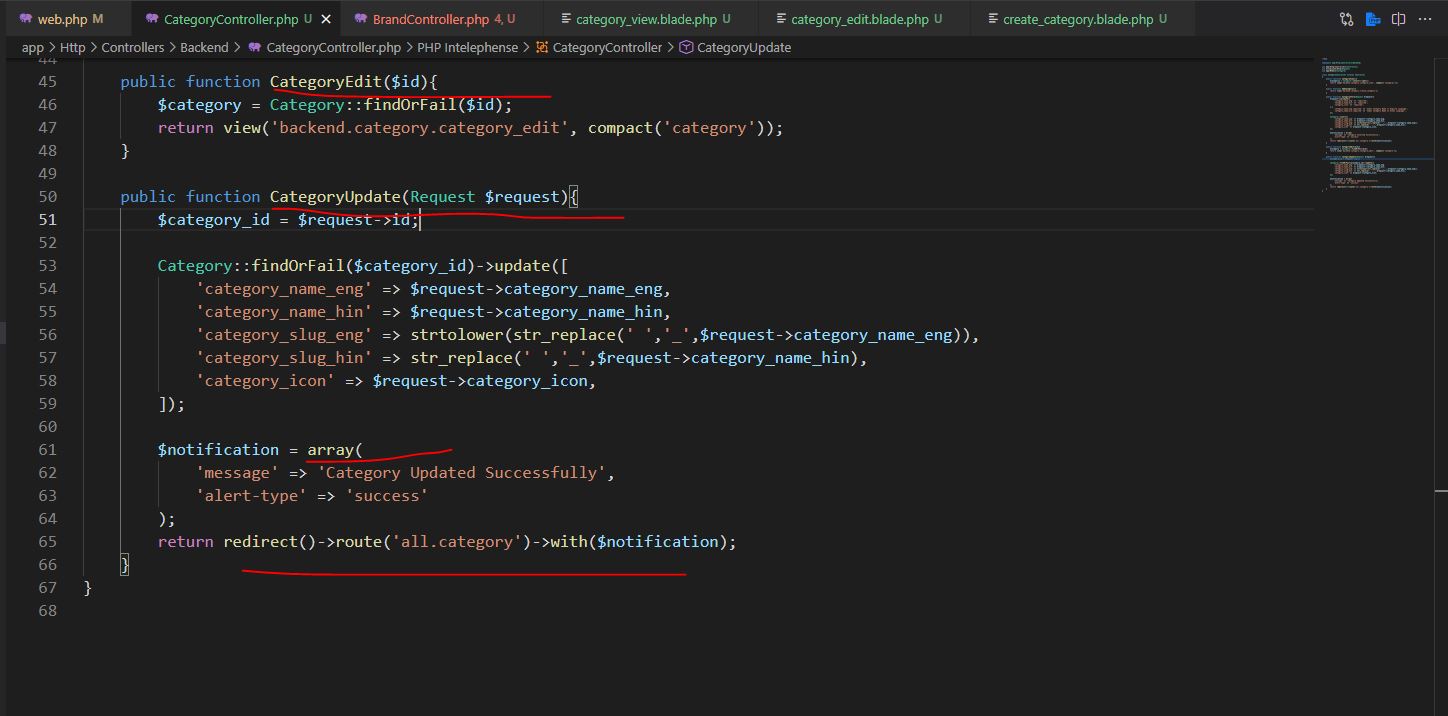 web.php M
CategoryController.php U
BrandController.php 4, U
category_view.blade.php U
category_edit.blade.php U
create_category.blade.php U
app > Http > Controllers > Backend > CategoryController.php > PHP Intelephense > CategoryController > CategoryUpdate
44
45 public function CategoryEdit($id){
46 $category = Category::findOrFail($id);
47 return view('backend.category.category_edit', compact('category'));
48 }
49
50 public function CategoryUpdate(Request $request){
51 $category_id = $request->id;
52
53 Category::findOrFail($category_id)->update([
54 'category_name_eng' => $request->category_name_eng,
55 'category_name_hin' => $request->category_name_hin,
56 'category_slug_eng' => strtolower(str_replace(' ','_',$request->category_name_eng)),
57 'category_slug_hin' => str_replace(' ','_',$request->category_name_hin),
58 'category_icon' => $request->category_icon,
59 ]);
60
61 $notification = array(
62 'message' => 'Category Updated Successfully',
63 'alert-type' => 'success'
64 );
65 return redirect()->route('all.category')->with($notification);
66 }
67 }
68